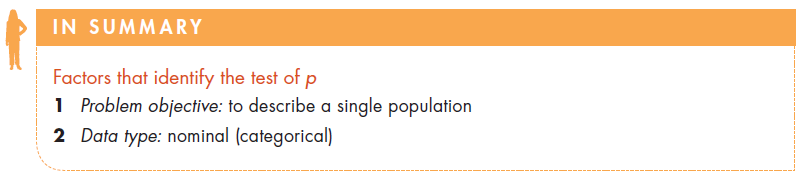 IN SUMMARY
Factors that identify the test of p
1 Problem objective: to describe a single population
2 Data type: nominal (categorical)